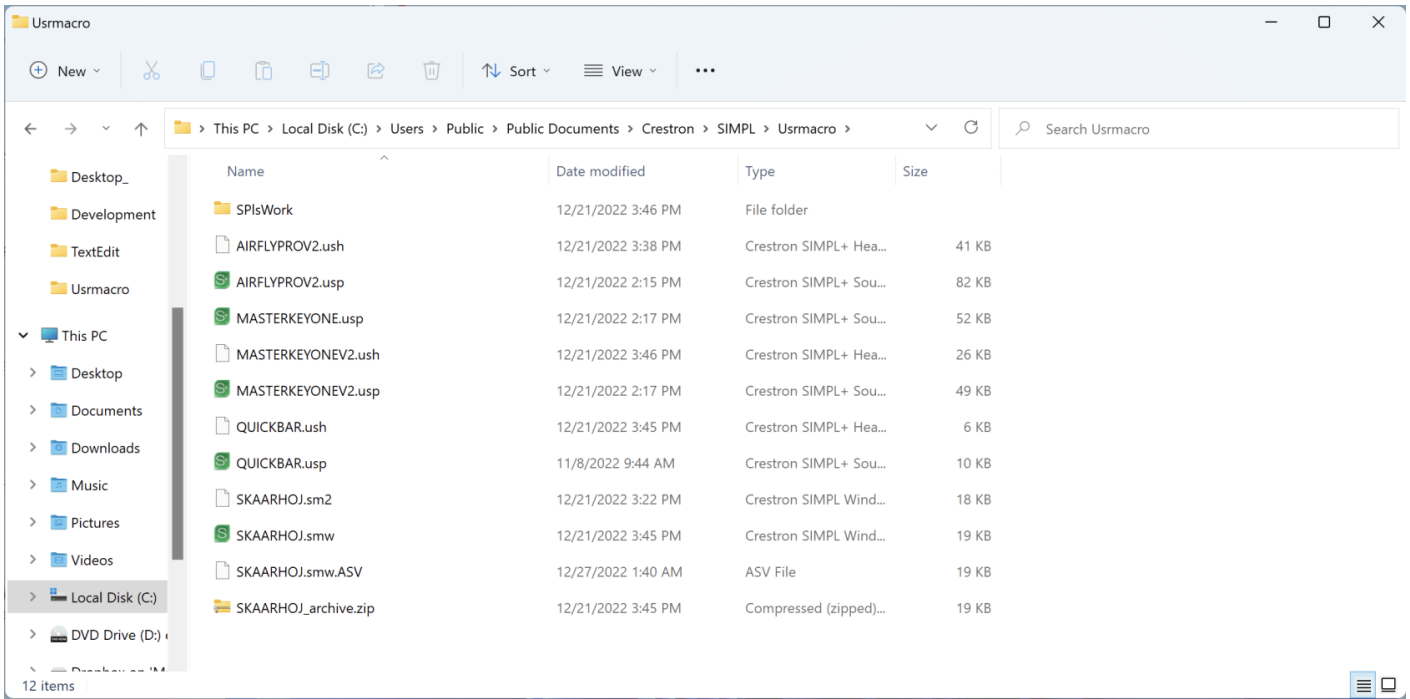 Usrmacro
New
Sort
View
This PC > Local Disk (C:) > Users > Public > Public Documents > Crestron > SIMPL > Usrmacro >
Search Usrmacro
Desktop_
Development
TextEdit
Usrmacro
This PC
Desktop
Documents
Downloads
Music
Pictures
Videos
Local Disk (C:)
DVD Drive (D:)
Name Date modified Type Size
SPlsWork 12/21/2022 3:46 PM File folder
AIRFLYPROV2.ush 12/21/2022 3:38 PM Crestron SIMPL+ Hea... 41 KB
AIRFLYPROV2.usp 12/21/2022 2:15 PM Crestron SIMPL+ Sou... 82 KB
MASTERKEYONE.usp 12/21/2022 2:17 PM Crestron SIMPL+ Sou... 52 KB
MASTERKEYONEV2.ush 12/21/2022 3:46 PM Crestron SIMPL+ Hea... 26 KB
MASTERKEYONEV2.usp 12/21/2022 2:17 PM Crestron SIMPL+ Sou... 49 KB
QUICKBAR.ush 12/21/2022 3:45 PM Crestron SIMPL+ Hea... 6 KB
QUICKBAR.usp 11/8/2022 9:44 AM Crestron SIMPL+ Sou... 10 KB
SKAARHOJ.sm2 12/21/2022 3:22 PM Crestron SIMPL Wind... 18 KB
SKAARHOJ.smw 12/21/2022 3:45 PM Crestron SIMPL Wind... 19 KB
SKAARHOJ.smw.ASV 12/27/2022 1:40 AM ASV File 19 KB
SKAARHOJ_archive.zip 12/21/2022 3:45 PM Compressed (zipped)... 19 KB
12 items